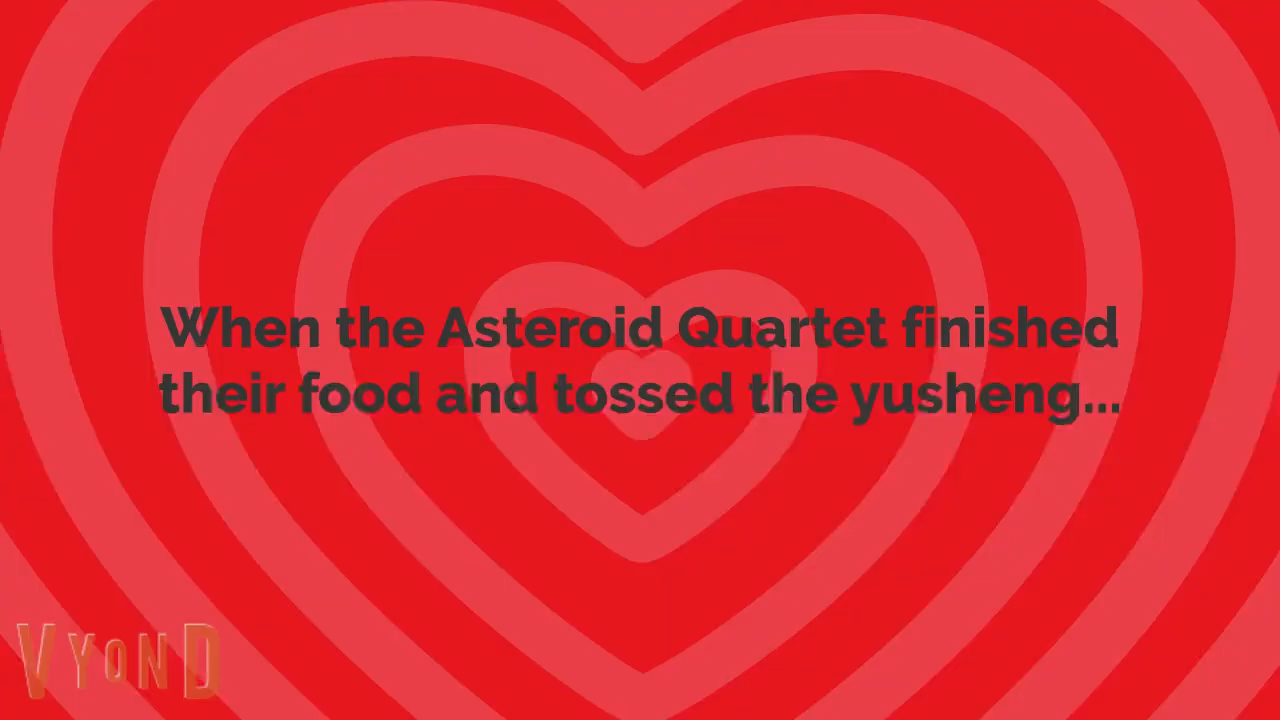 When the Asteroid Quartet finished
their food and tossed the yusheng...
VYOND